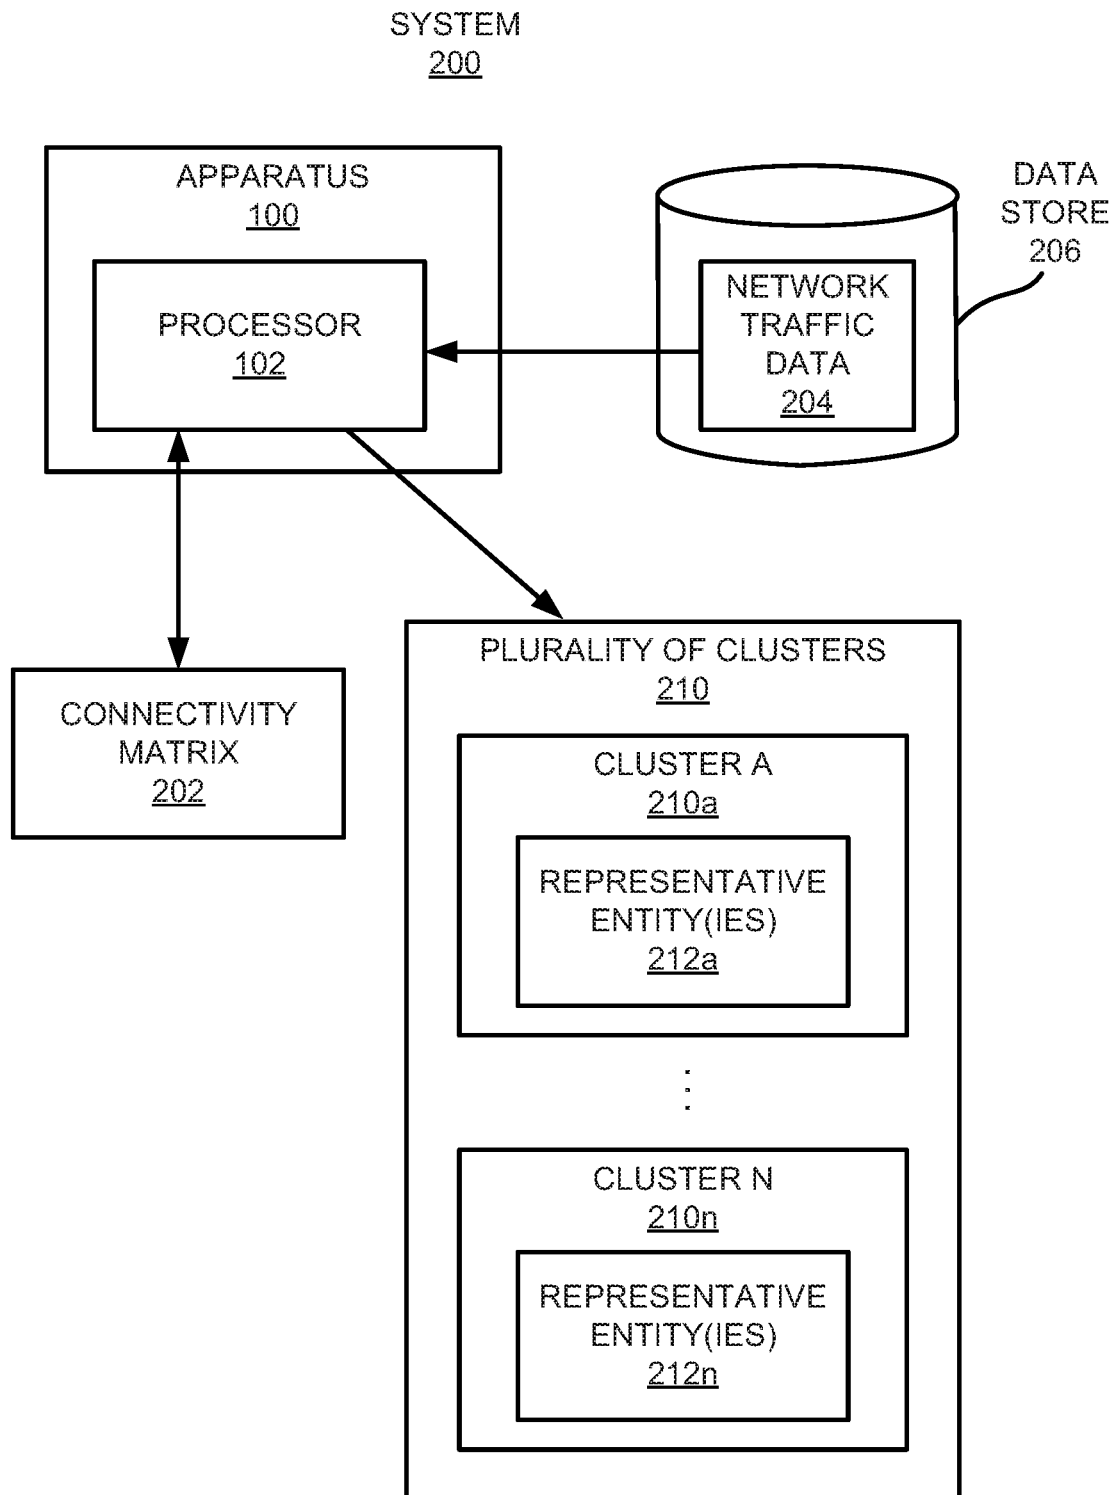 SYSTEM
200
APPARATUS
100
PROCESSOR
102
DATA
STORE
206
NETWORK
TRAFFIC
DATA
204
CONNECTIVITY
MATRIX
202
PLURALITY OF CLUSTERS
210
CLUSTER A
210a
REPRESENTATIVE
ENTITY(IES)
212a
CLUSTER N
210n
REPRESENTATIVE
ENTITY(IES)
212n